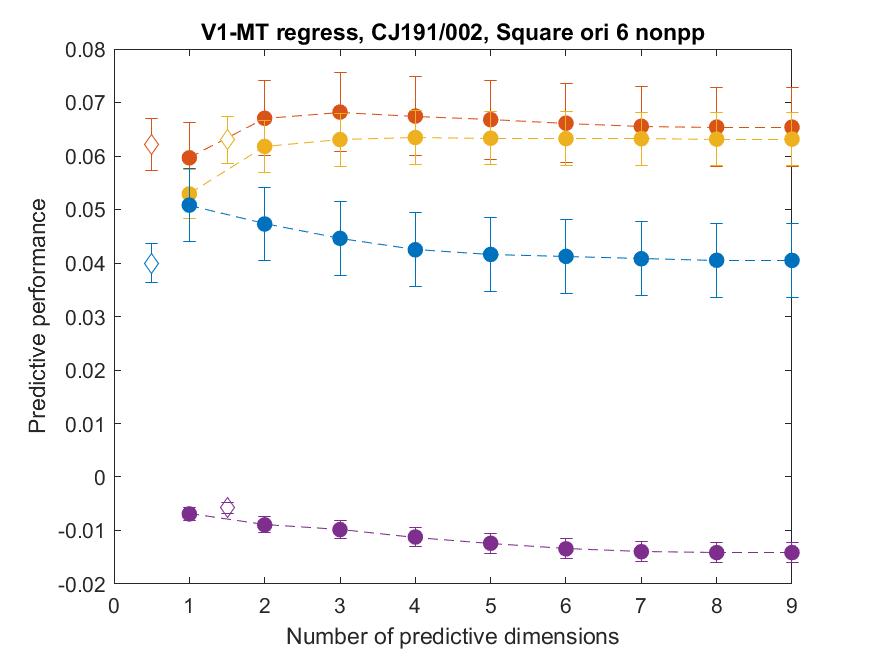 V1-MT regress, CJ191/002, Square ori 6 nonpp
0.08
0.07
0.06
0.05
0.04
0.03
0.02
0.01
0
-0.01
-0.02
Predictive performance
0 1 2 3 4 5 6 7 8 9
Number of predictive dimensions